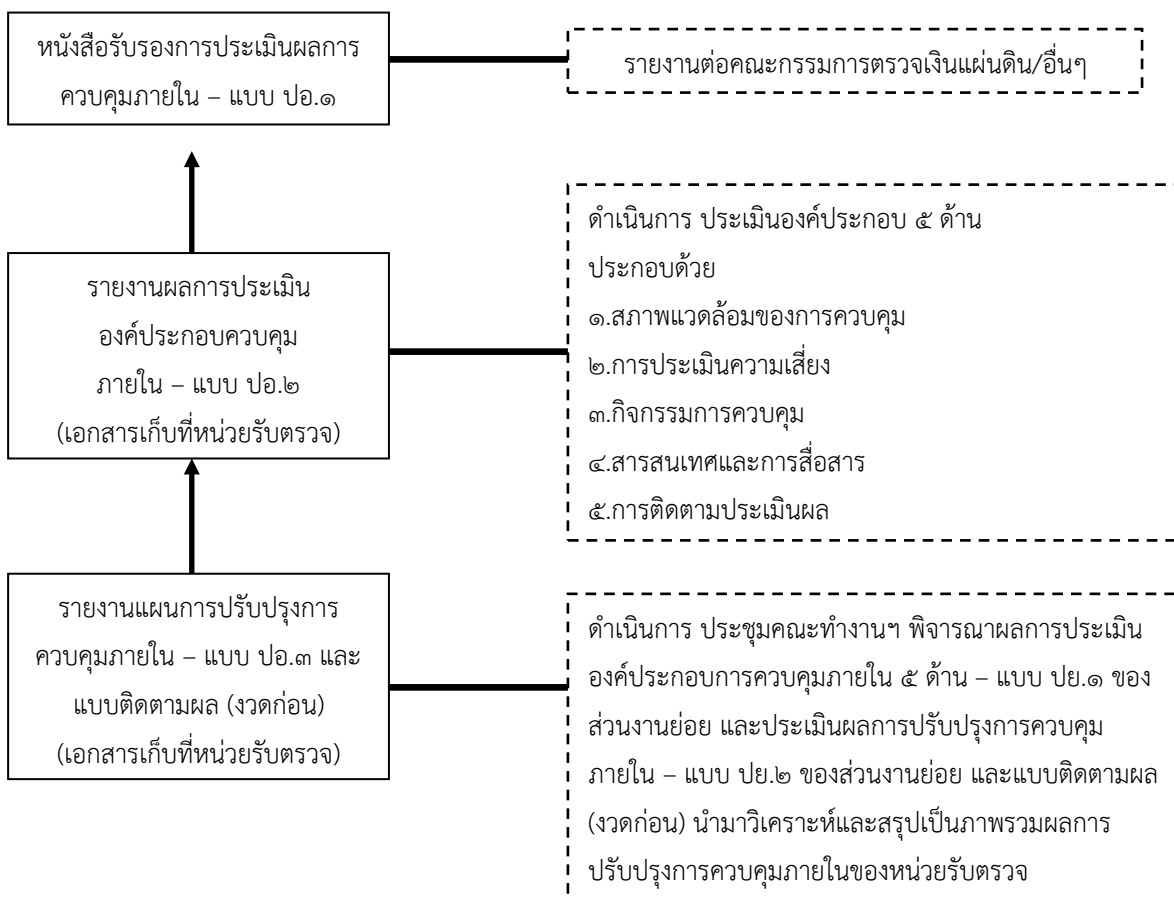 หนังสือรับรองการประเมินผลการ
ควบคุมภายใน – แบบ ปอ.๑
รายงานต่อคณะกรรมการตรวจเงินแผ่นดิน/อื่นๆ
รายงานผลการประเมิน
องค์ประกอบควบคุม
ภายใน – แบบ ปอ.๒
(เอกสารเก็บที่หน่วยรับตรวจ)
ดำเนินการ ประเมินองค์ประกอบ ๕ ด้าน
ประกอบด้วย
๑.สภาพแวดล้อมของการควบคุม
๒.การประเมินความเสี่ยง
๓.กิจกรรมการควบคุม
๔.สารสนเทศและการสื่อสาร
๕.การติดตามประเมินผล
รายงานแผนการปรับปรุงการ
ควบคุมภายใน – แบบ ปอ.๓ และ
แบบติดตามผล (งวดก่อน)
(เอกสารเก็บที่หน่วยรับตรวจ)
ดำเนินการ ประชุมคณะทำงานฯ พิจารณาผลการประเมิน
องค์ประกอบการควบคุมภายใน ๕ ด้าน – แบบ ปย.๑ ของ
ส่วนงานย่อย และประเมินผลการปรับปรุงการควบคุม
ภายใน – แบบ ปย.๒ ของส่วนงานย่อย และแบบติดตามผล
(งวดก่อน) นำมาวิเคราะห์และสรุปเป็นภาพรวมผลการ
ปรับปรุงการควบคุมภายในของหน่วยรับตรวจ